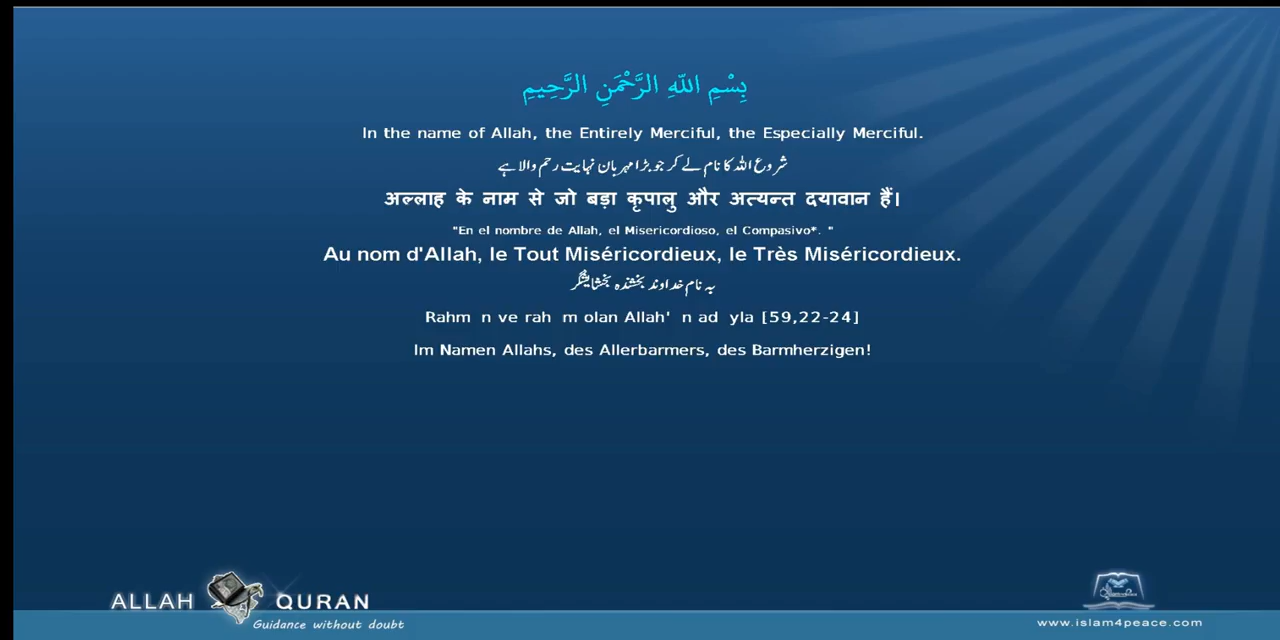 بِسْمِ اللّهِ الرَّحْمَنِ الرَّحِيمِ
In the name of Allah, the Entirely Merciful, the Especially Merciful.
شروع الله کا نام لے کر جو بڑا مہربان نہایت رحم والا ہے
अल्लाह के नाम से जो बड़ा कृपालु और अत्यन्त दयावान हैं।
"En el nombre de Allah, el Misericordioso, el Compasivo*. "
Au nom d'Allah, le Tout Miséricordieux, le Très Miséricordieux.
به نام خداوند بخشنده بخشایشگر
Rahm n ve rah m olan Allah' n ad yla [59,22-24]
Im Namen Allahs, des Allerbarmers, des Barmherzigen!
ALLAH QURAN
Guidance without doubt
www.islam4peace.com